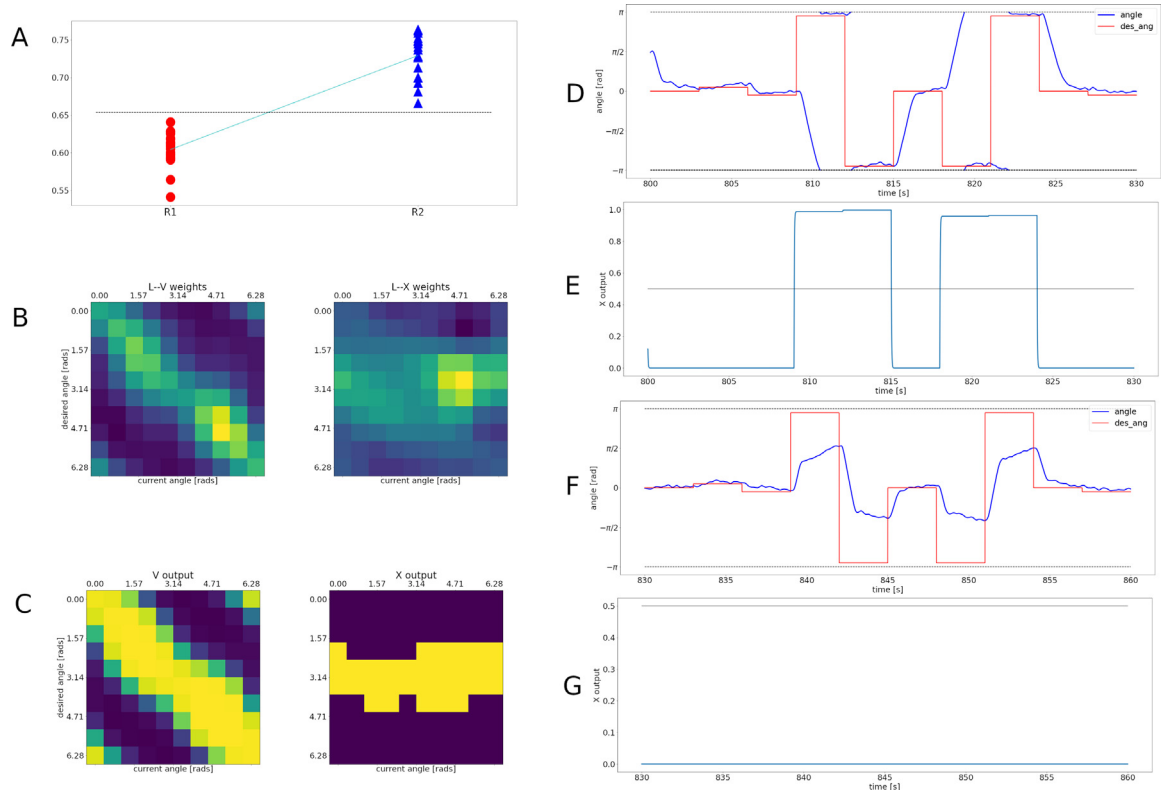 A
0.75
0.70
0.65
0.60
0.55
R1 R2
B
L--V weights
0.00 1.57 3.14 4.71 6.28
0.00
1.57
3.14
4.71
6.28
desired angle [rads]
current angle [rads]
L--X weights
0.00 1.57 3.14 4.71 6.28
0.00
1.57
3.14
4.71
6.28
current angle [rads]
C
V output
0.00 1.57 3.14 4.71 6.28
0.00
1.57
3.14
4.71
6.28
desired angle [rads]
current angle [rads]
X output
0.00 1.57 3.14 4.71 6.28
0.00
1.57
3.14
4.71
6.28
current angle [rads]
D
π
π/2
0
−π/2
−π
angle [rad]
angle
des_ang
800 805 810 815 820 825 830
time [s]
E
1.0
0.8
0.6
0.4
0.2
0.0
X output
800 805 810 815 820 825 830
time [s]
F
π
π/2
0
−π/2
−π
angle [rad]
angle
des_ang
830 835 840 845 850 855 860
time [s]
G
0.5
0.4
0.3
0.2
0.1
0.0
X output
830 835 840 845 850 855 860
time [s]